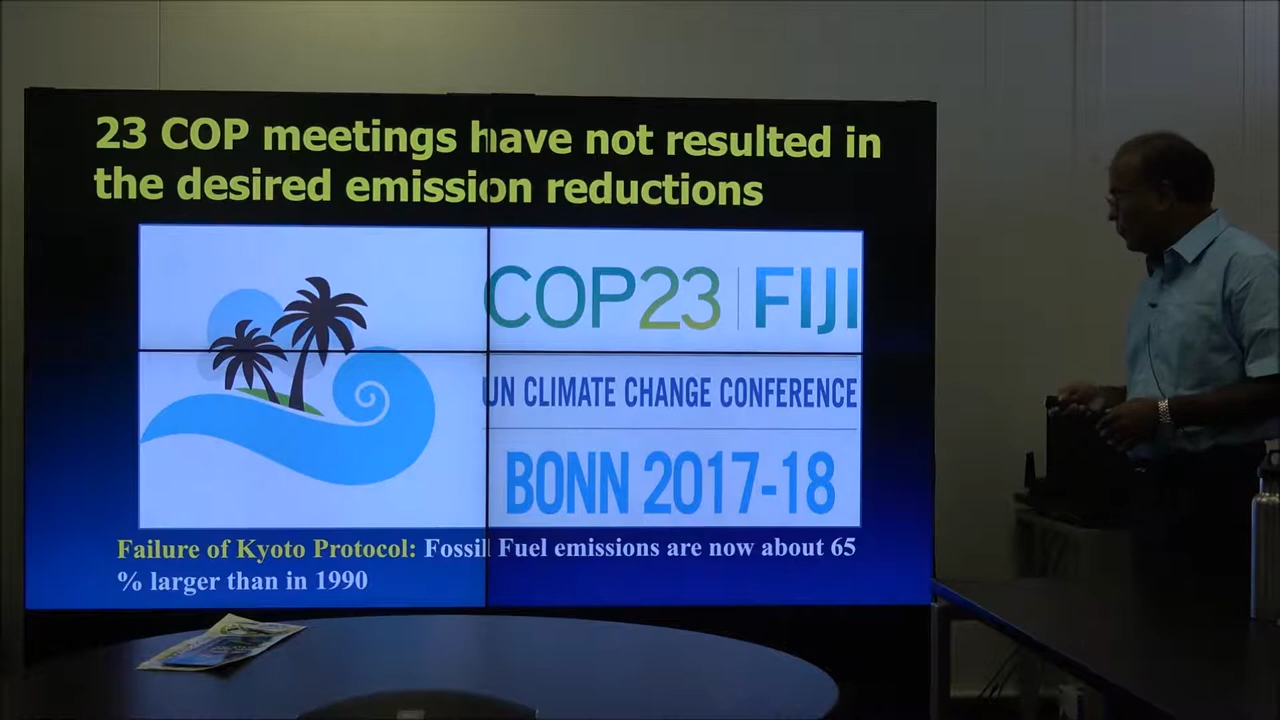 23 COP meetings have not resulted in
the desired emission reductions
COP23 | FIJI
UN CLIMATE CHANGE CONFERENCE
BONN 2017-18
Failure of Kyoto Protocol: Fossil Fuel emissions are now about 65
% larger than in 1990